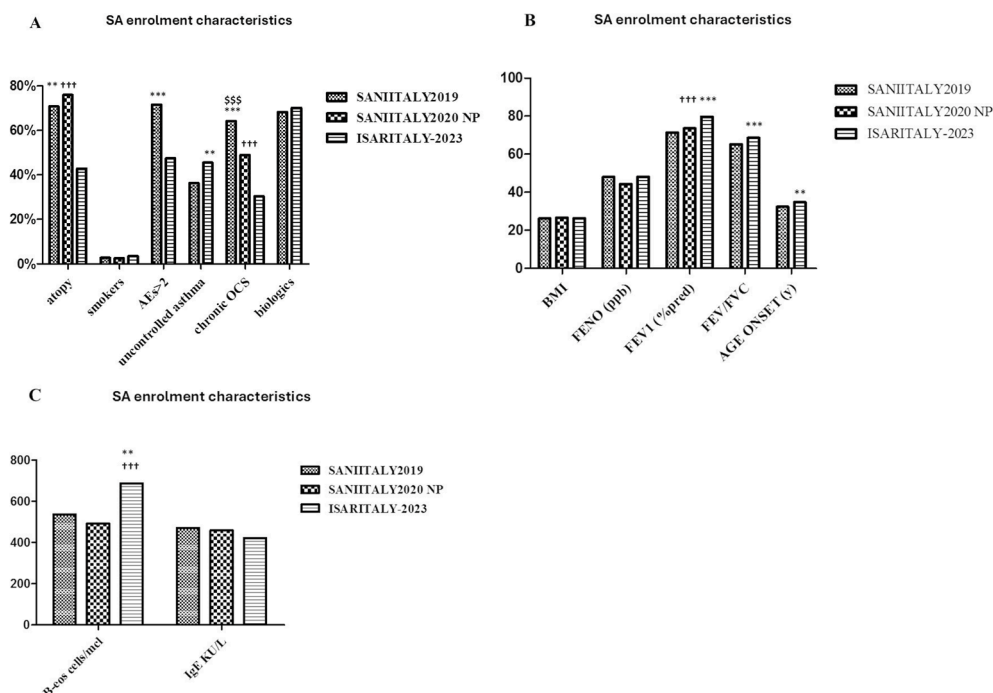 A
SA enrolment characteristics
** †††
***
$$$
***
**
†††
80%
60%
40%
20%
0%
atopy
smokers
AEs>2
uncontrolled asthma
chronic OCS
biologics
SANIITALY2019
SANIITALY2020 NP
ISARITALY-2023
B
SA enrolment characteristics
††† ***
***
**
100
80
60
40
20
0
BMI
FENO (ppb)
FEV1 (%pred)
FEV/FVC
AGE ONSET (y)
SANIITALY2019
SANIITALY2020 NP
ISARITALY-2023
C
SA enrolment characteristics
**
†††
800
600
400
200
0
B-eos cells/mcl
IgE KU/L
SANIITALY2019
SANIITALY2020 NP
ISARITALY-2023